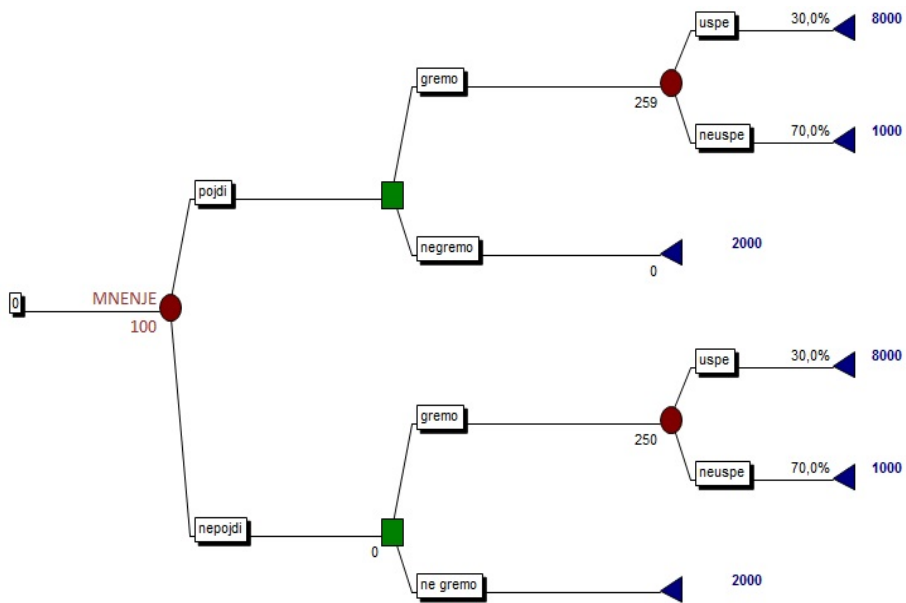 uspe 30,0% 8000
gremo
259
neuspe 70,0% 1000
pojdi
negremo 2000
0
0 MNENJE
100
uspe 30,0% 8000
gremo
250
neuspe 70,0% 1000
nepojdi
0
ne gremo 2000